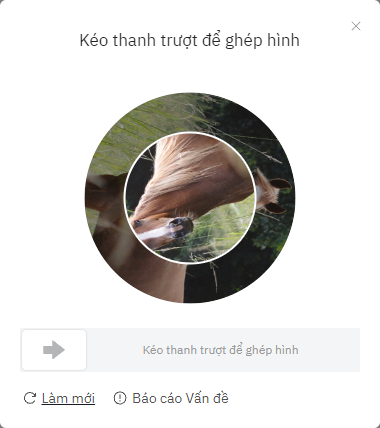 Kéo thanh trượt để ghép hình
Kéo thanh trượt để ghép hình
Làm mới
Báo cáo Vấn đề